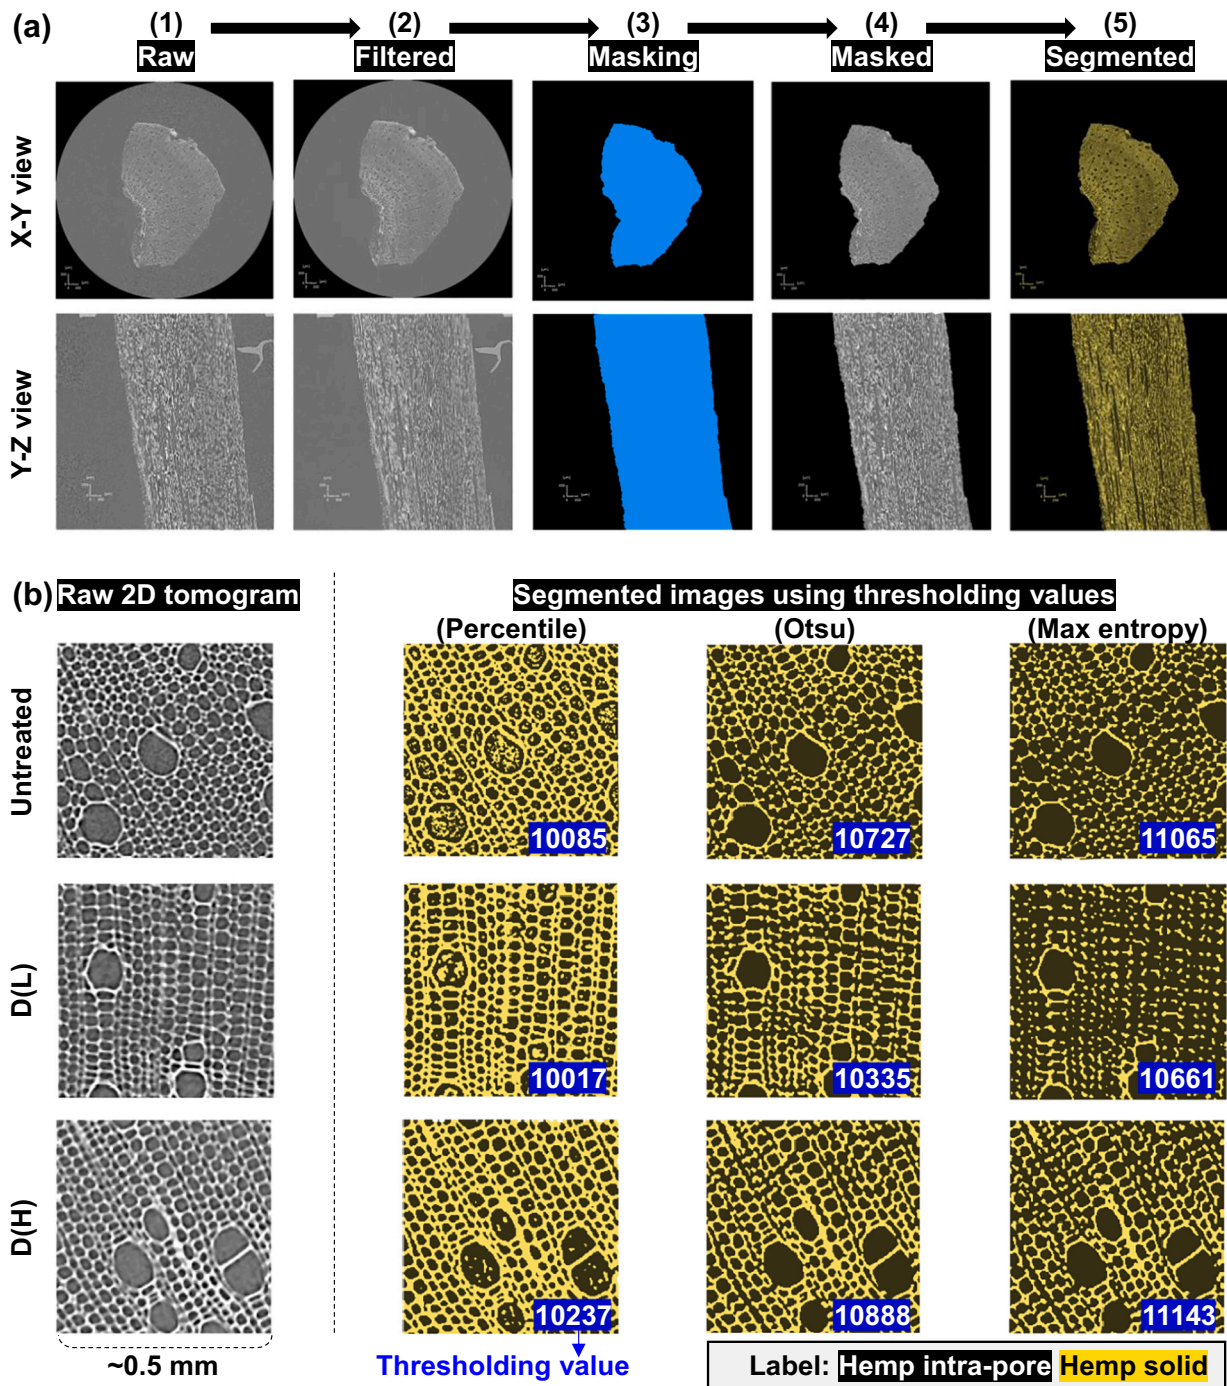 (a) (1) (2) (3) (4) (5)
Raw Filtered Masking Masked Segmented
X-Y view
Y-Z view
(b) Raw 2D tomogram Segmented images using thresholding values
(Percentile) (Otsu) (Max entropy)
Untreated
10085 10727 11065
D(L)
10017 10335 10661
D(H)
10237 10888 11143
~0.5 mm Thresholding value Label: Hemp intra-pore Hemp solid